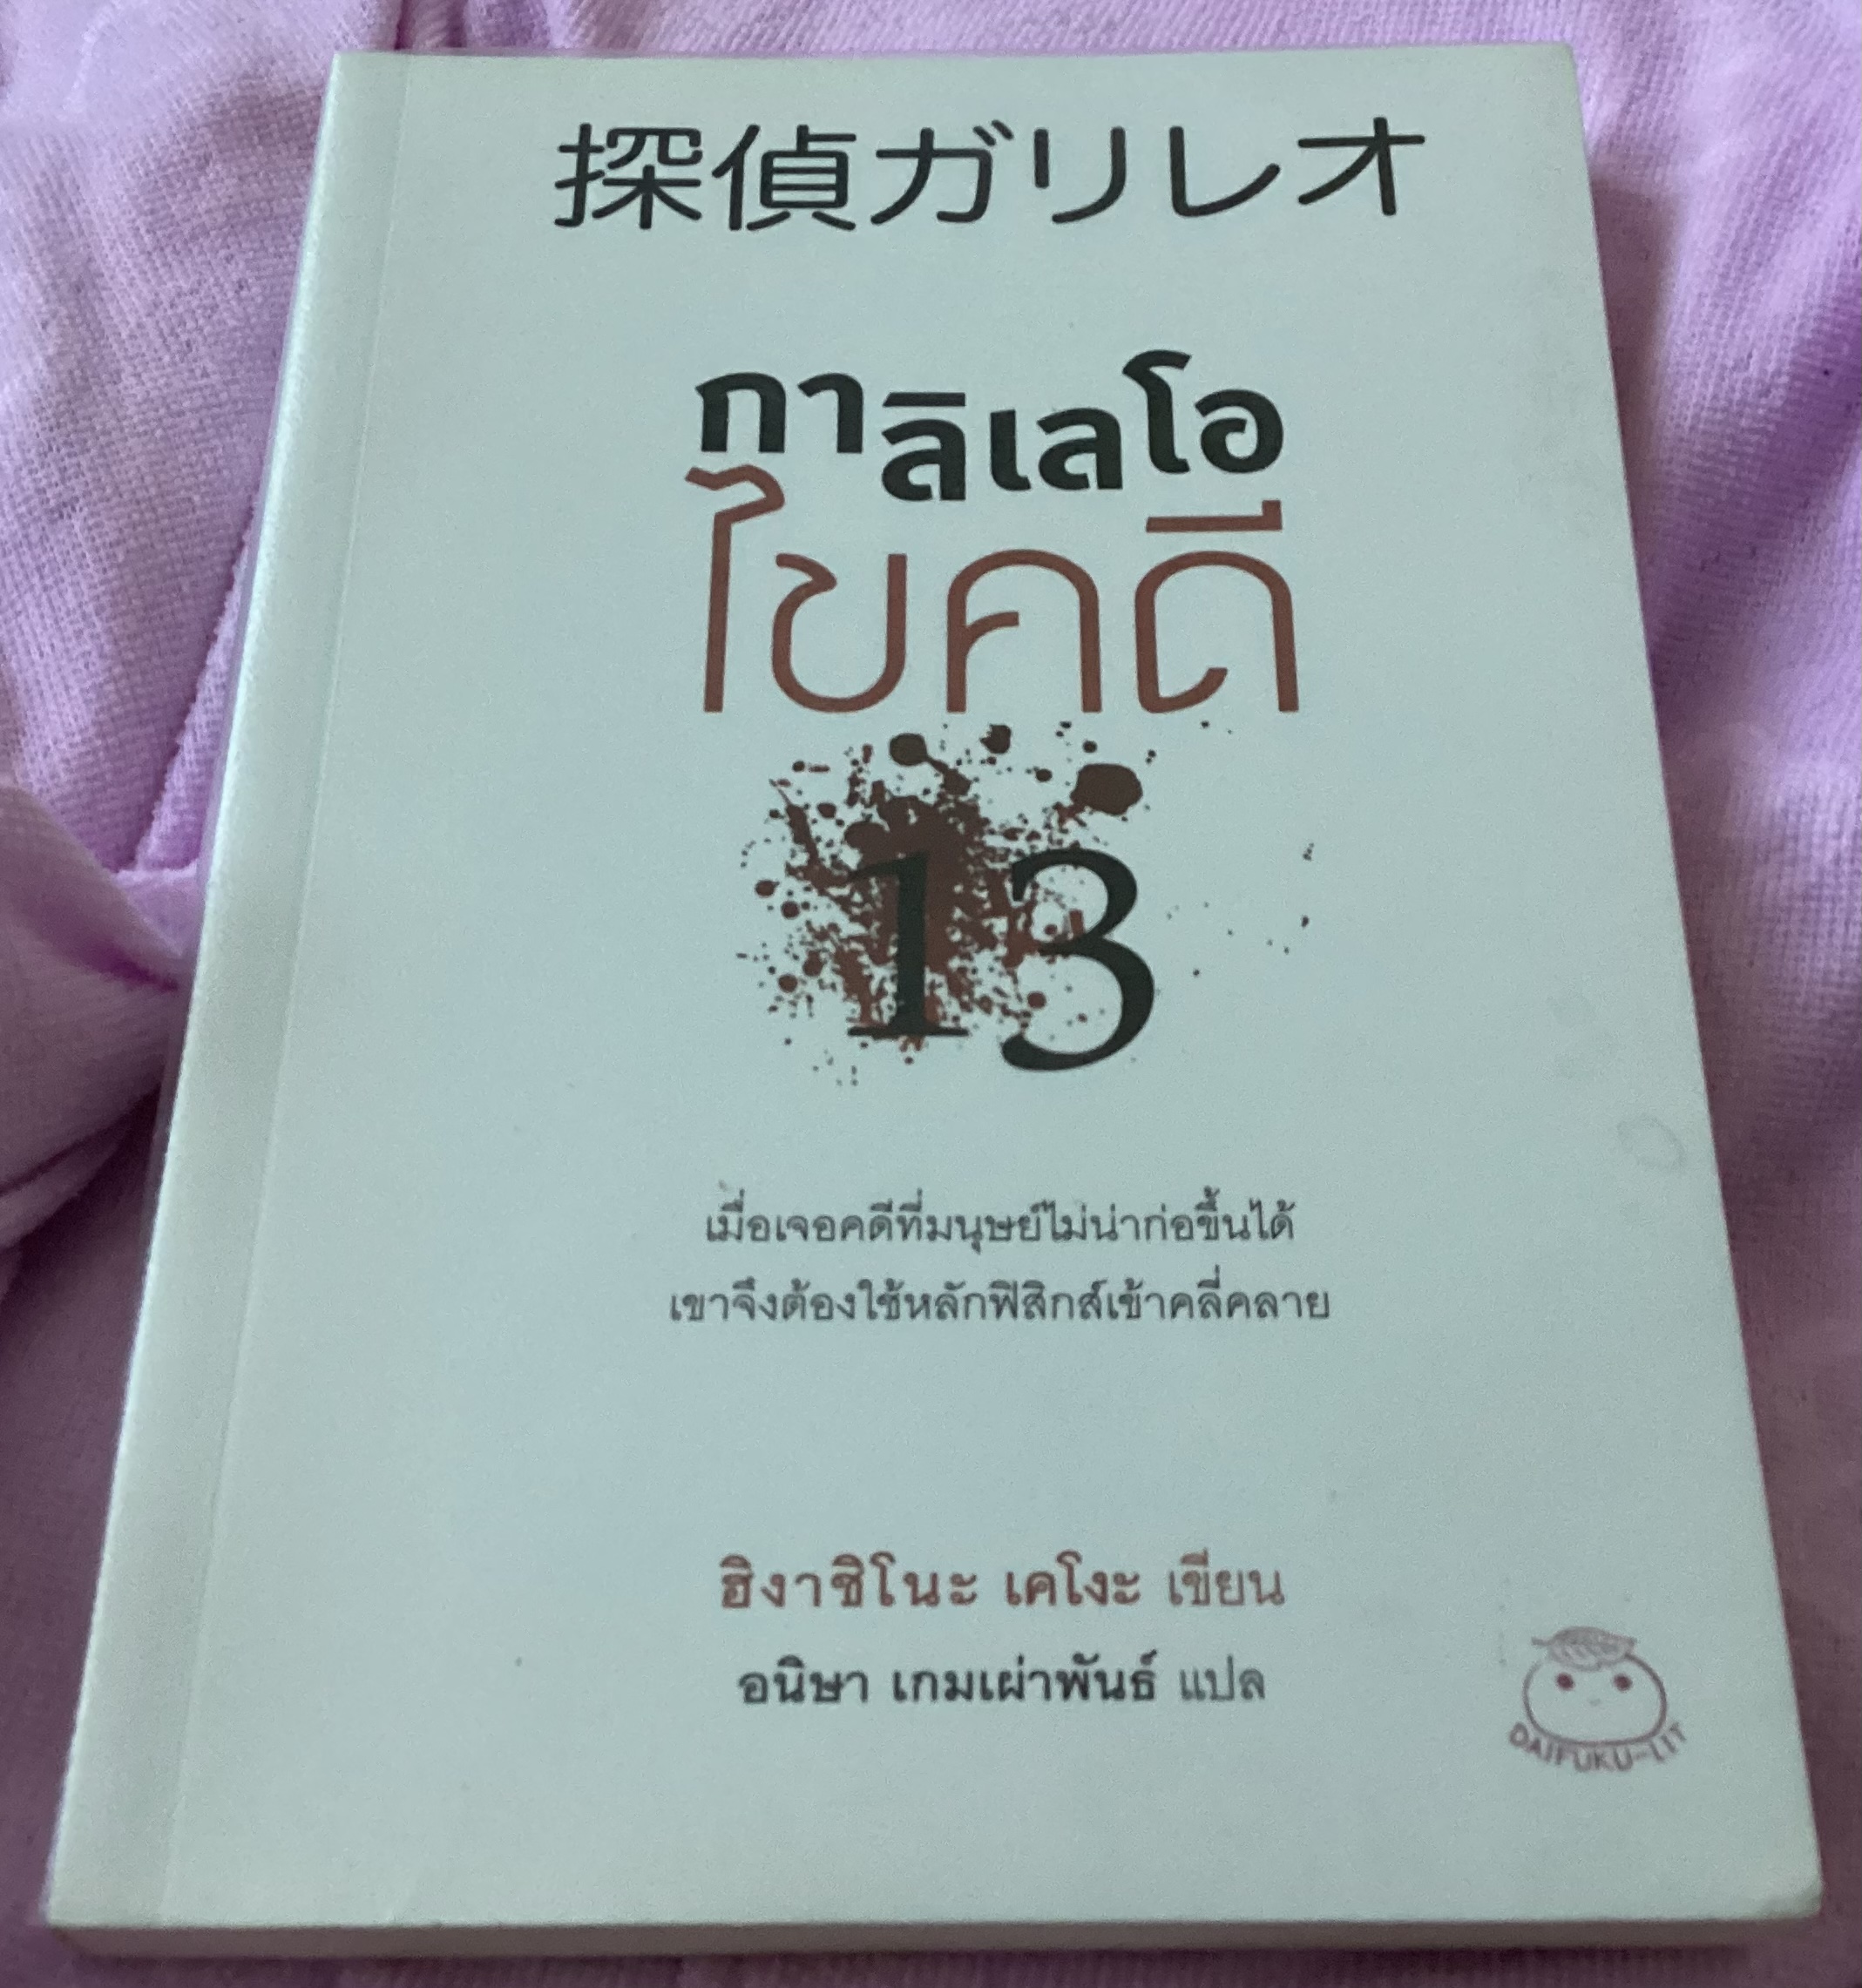 探偵ガリレオ
กาลิเลโอ
ไขคดี
13
เมื่อเจอคดีที่มนุษย์ไม่น่าก่อขึ้นได้
เขาจึงต้องใช้หลักฟิสิกส์เข้าคลี่คลาย
ฮิงาชิโนะ เคโงะ เขียน
อนิษา เกมเผ่าพันธ์ แปล
DAIFUKU-LIT